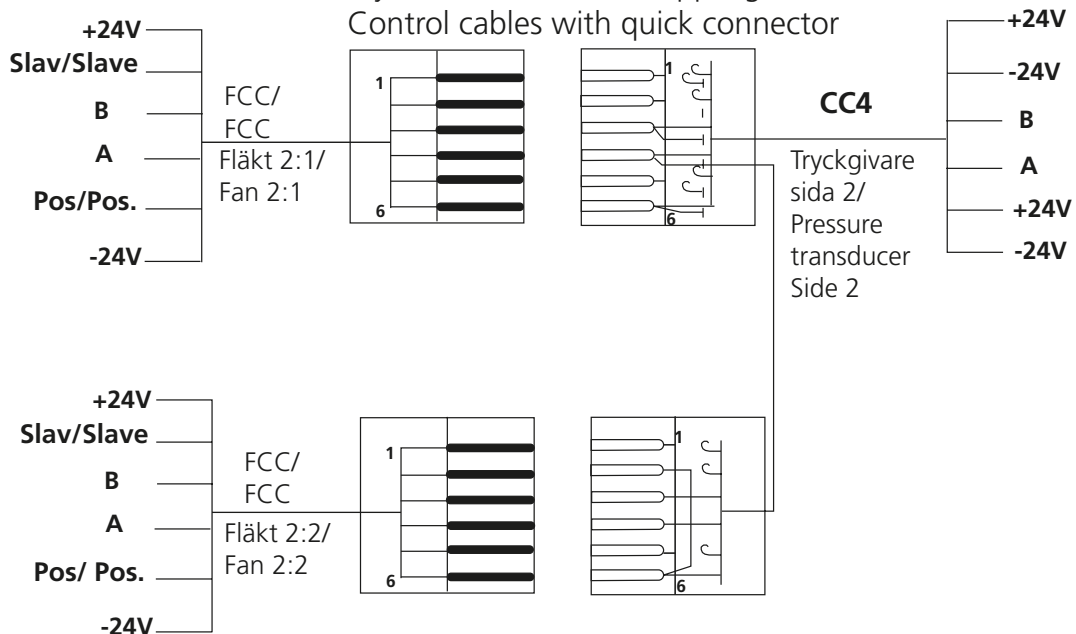 Control cables with quick connector
+24V
Slav/Slave
B
A
Pos/Pos.
-24V
FCC/
FCC
Fläkt 2:1/
Fan 2:1
1
6
1
6
CC4
Tryckgivare
sida 2/
Pressure
transducer
Side 2
+24V
-24V
B
A
+24V
-24V
+24V
Slav/Slave
B
A
Pos/ Pos.
-24V
FCC/
FCC
Fläkt 2:2/
Fan 2:2
1
6
1
6